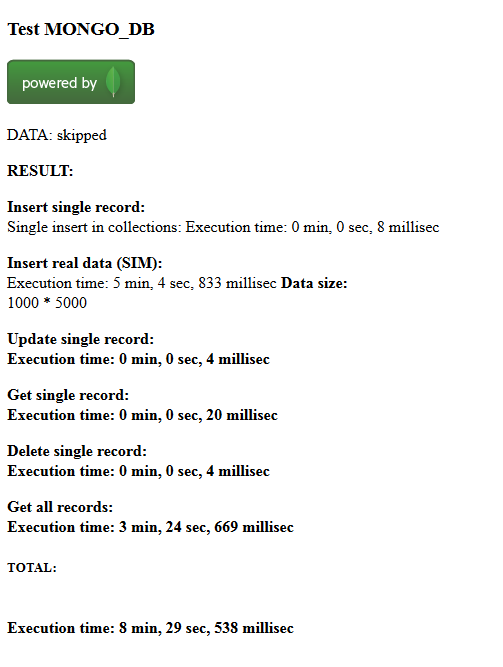 Test MONGO_DB
powered by
DATA: skipped
RESULT:
Insert single record:
Single insert in collections: Execution time: 0 min, 0 sec, 8 millisec
Insert real data (SIM):
Execution time: 5 min, 4 sec, 833 millisec Data size:
1000 * 5000
Update single record:
Execution time: 0 min, 0 sec, 4 millisec
Get single record:
Execution time: 0 min, 0 sec, 20 millisec
Delete single record:
Execution time: 0 min, 0 sec, 4 millisec
Get all records:
Execution time: 3 min, 24 sec, 669 millisec
TOTAL:
Execution time: 8 min, 29 sec, 538 millisec